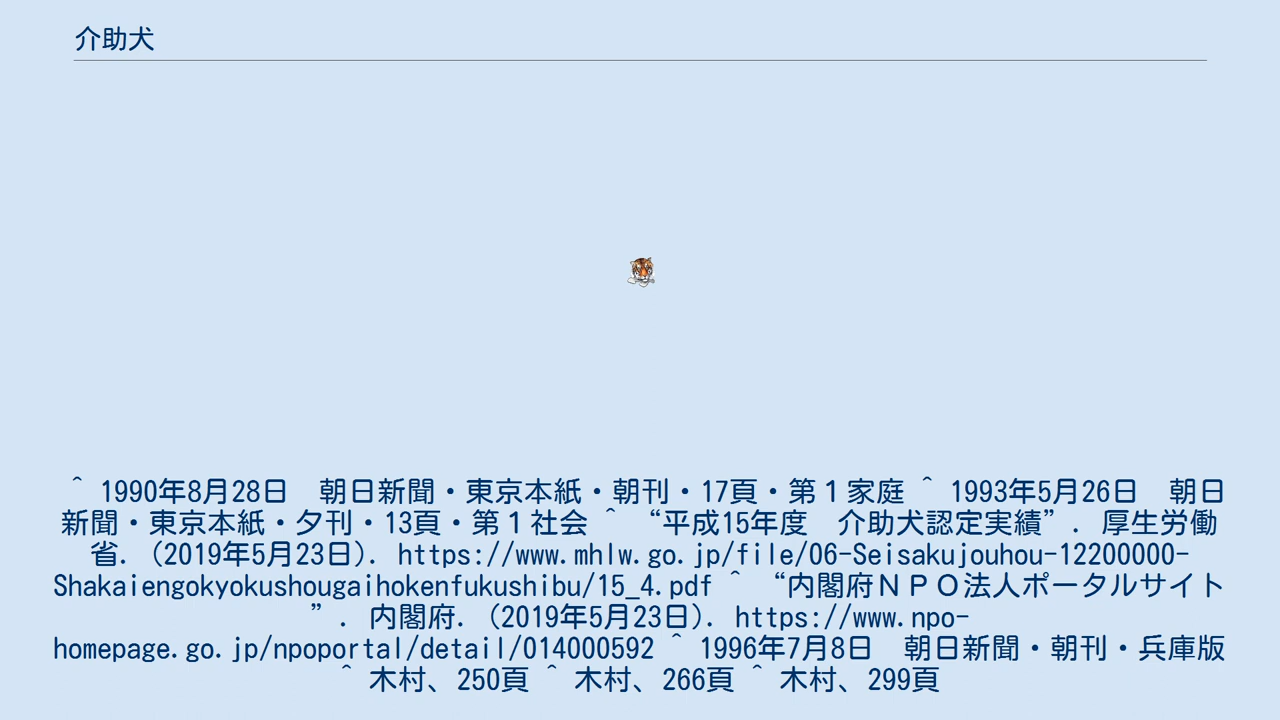 介助犬
＾ 1990年8月28日　朝日新聞・東京本紙・朝刊・17頁・第１家庭 ＾ 1993年5月26日　朝日
新聞・東京本紙・夕刊・13頁・第１社会 ＾ “平成15年度　介助犬認定実績”. 厚生労働
省. (2019年5月23日). https://www.mhlw.go.jp/file/06-Seisakujouhou-12200000-
Shakaiengokyokushougaihokenfukushibu/15_4.pdf ＾ “内閣府ＮＰＯ法人ポータルサイト
”. 内閣府. (2019年5月23日). https://www.npo-
homepage.go.jp/npoportal/detail/014000592 ＾ 1996年7月8日　朝日新聞・朝刊・兵庫版
＾ 木村、250頁 ＾ 木村、266頁 ＾ 木村、299頁